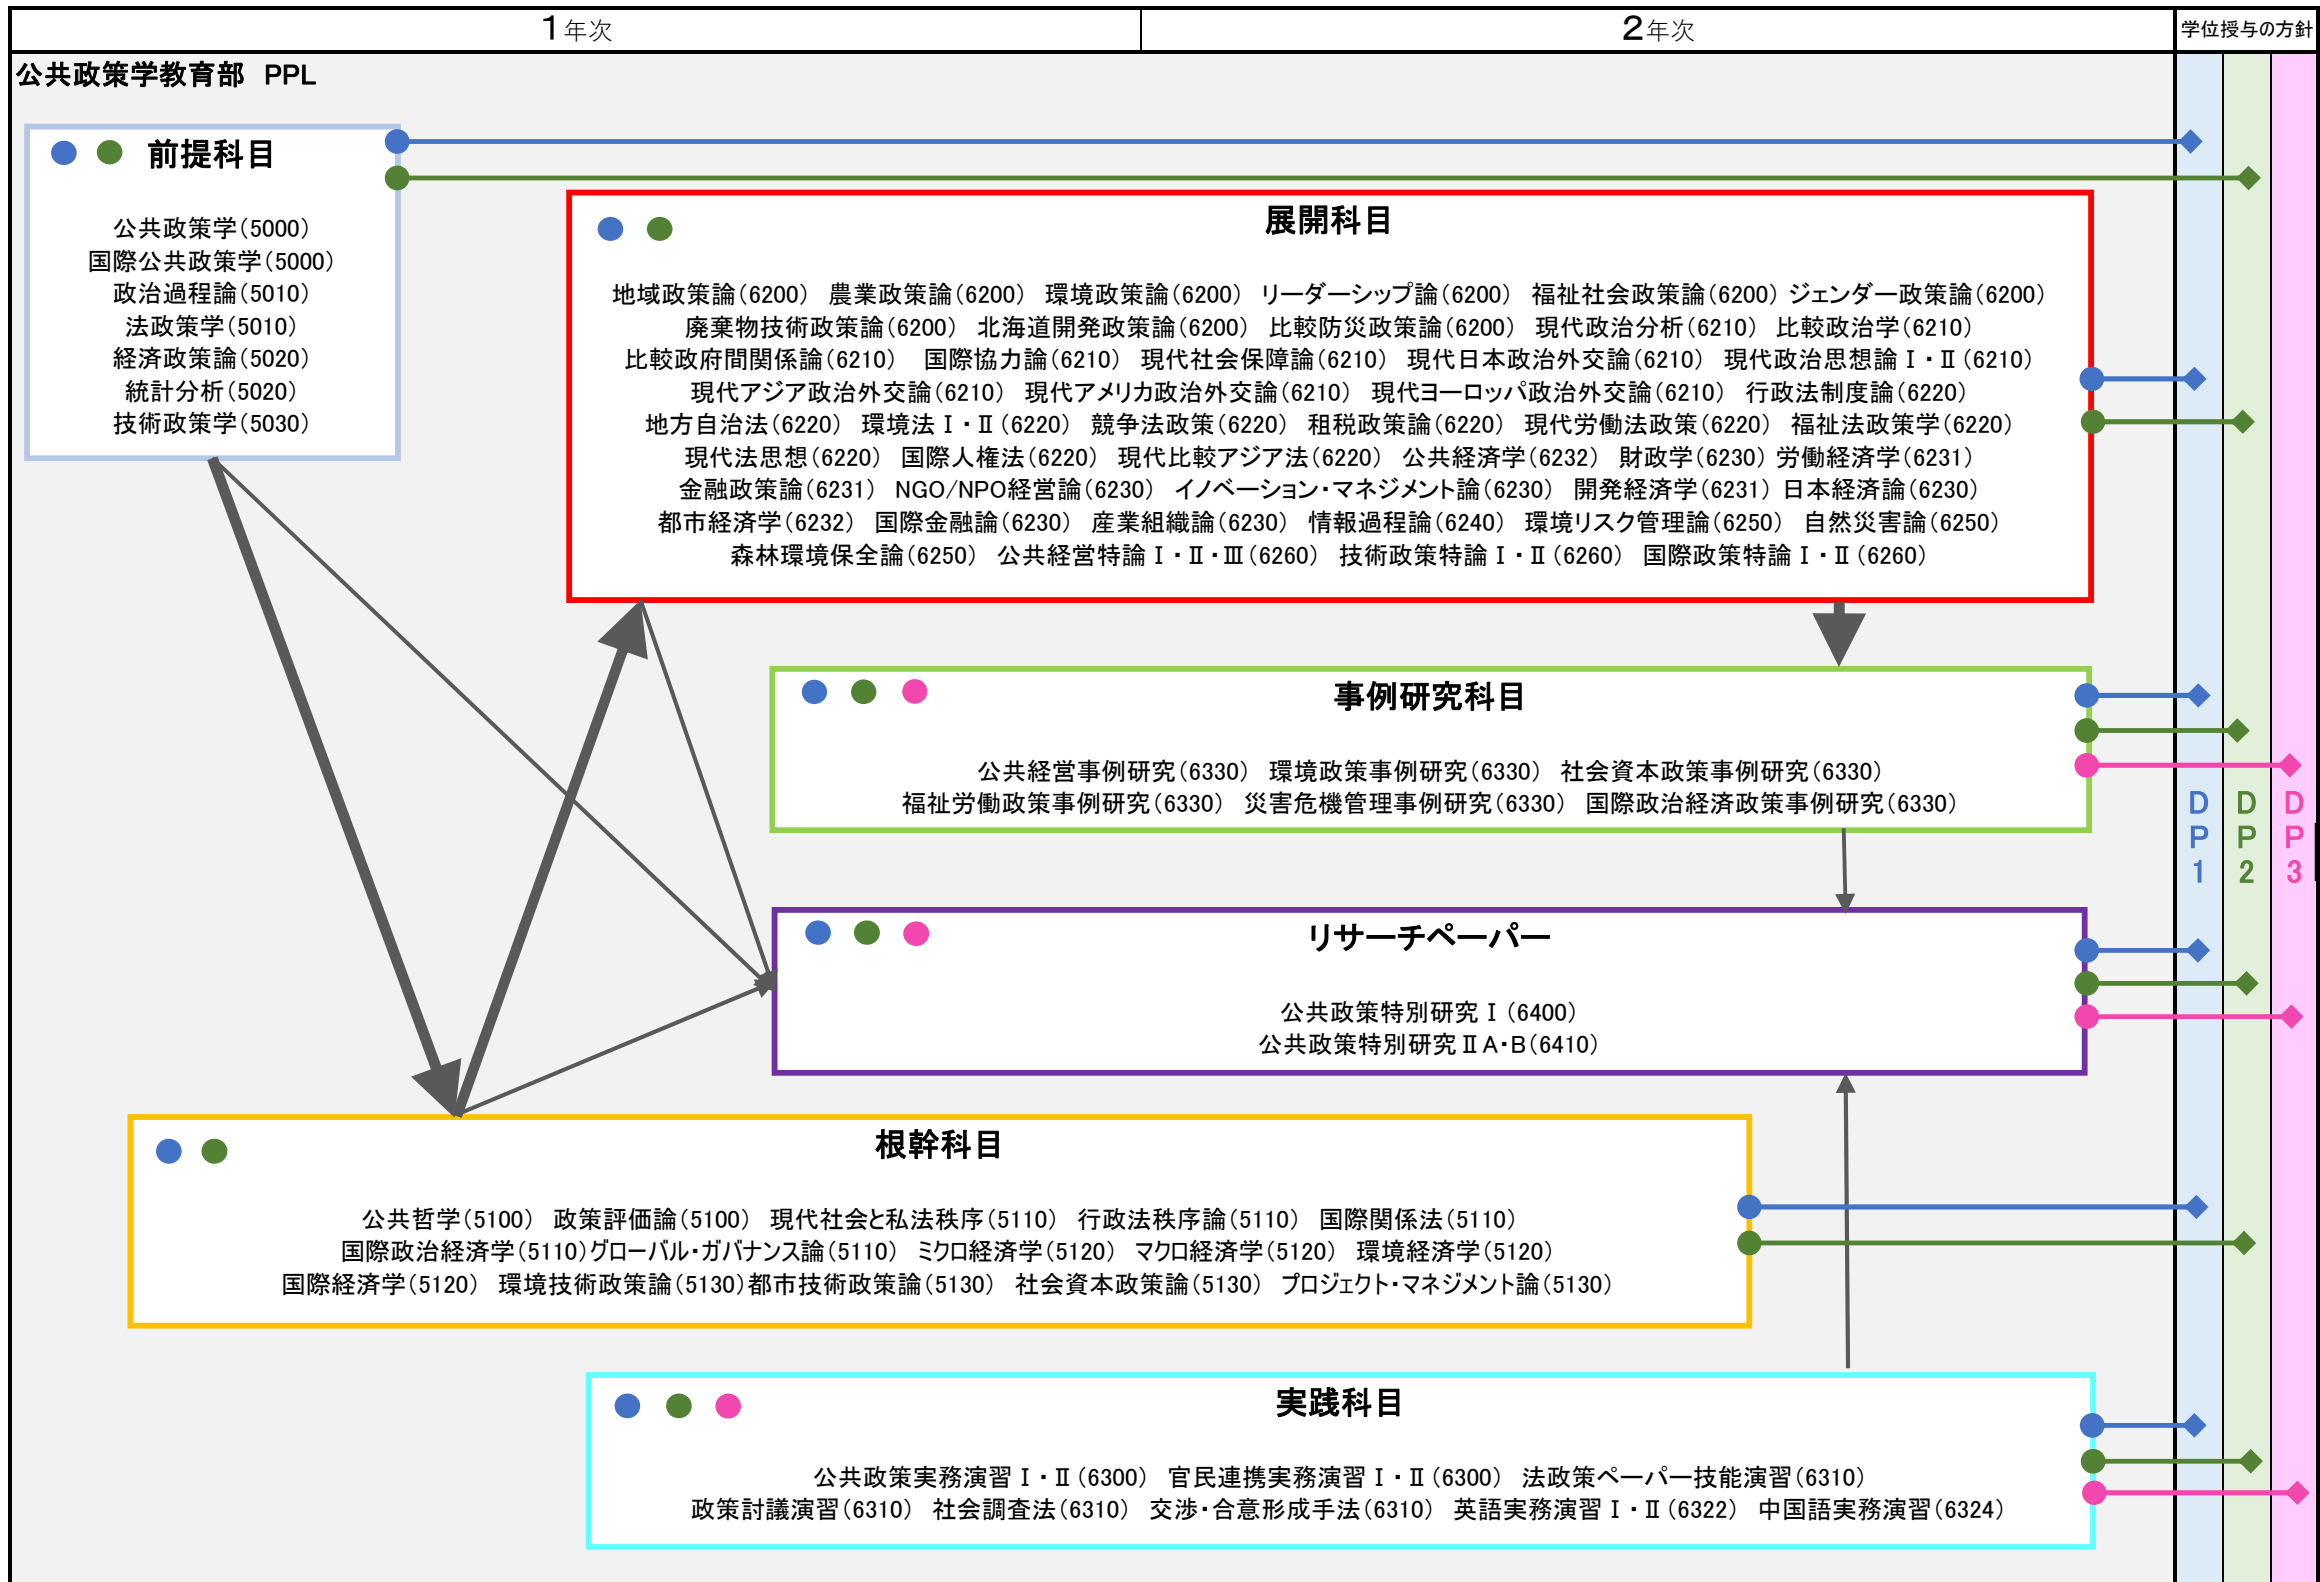 1年次
2年次
学位授与の方針
公共政策学教育部 PPL
前提科目
公共政策学(5000)
国際公共政策学(5000)
政治過程論(5010)
法政策学(5010)
経済政策論(5020)
統計分析(5020)
技術政策学(5030)
展開科目
地域政策論(6200) 農業政策論(6200) 環境政策論(6200) リーダーシップ論(6200) 福祉社会政策論(6200) ジェンダー政策論(6200)
廃棄物技術政策論(6200) 北海道開発政策論(6200) 比較防災政策論(6200) 現代政治分析(6210) 比較政治学(6210)
比較政府間関係論(6210) 国際協力論(6210) 現代社会保障論(6210) 現代日本政治外交論(6210) 現代政治思想論Ⅰ・Ⅱ(6210)
現代アジア政治外交論(6210) 現代アメリカ政治外交論(6210) 現代ヨーロッパ政治外交論(6210) 行政法制度論(6220)
地方自治法(6220) 環境法Ⅰ・Ⅱ(6220) 競争法政策(6220) 租税政策論(6220) 現代労働法政策(6220) 福祉法政策学(6220)
現代法思想(6220) 国際人権法(6220) 現代比較アジア法(6220) 公共経済学(6232) 財政学(6230) 労働経済学(6231)
金融政策論(6231) NGO/NPO経営論(6230) イノベーション・マネジメント論(6230) 開発経済学(6231) 日本経済論(6230)
都市経済学(6232) 国際金融論(6230) 産業組織論(6230) 情報過程論(6240) 環境リスク管理論(6250) 自然災害論(6250)
森林環境保全論(6250) 公共経営特論Ⅰ・Ⅱ・Ⅲ(6260) 技術政策特論Ⅰ・Ⅱ(6260) 国際政策特論Ⅰ・Ⅱ(6260)
事例研究科目
公共経営事例研究(6330) 環境政策事例研究(6330) 社会資本政策事例研究(6330)
福祉労働政策事例研究(6330) 災害危機管理事例研究(6330) 国際政治経済政策事例研究(6330)
DP1
DP2
DP3
リサーチペーパー
公共政策特別研究Ⅰ(6400)
公共政策特別研究ⅡA・B(6410)
根幹科目
公共哲学(5100) 政策評価論(5100) 現代社会と私法秩序(5110) 行政法秩序論(5110) 国際関係法(5110)
国際政治経済学(5110)グローバル・ガバナンス論(5110) ミクロ経済学(5120) マクロ経済学(5120) 環境経済学(5120)
国際経済学(5120) 環境技術政策論(5130)都市技術政策論(5130) 社会資本政策論(5130) プロジェクト・マネジメント論(5130)
実践科目
公共政策実務演習Ⅰ・Ⅱ(6300) 官民連携実務演習Ⅰ・Ⅱ(6300) 法政策ペーパー技能演習(6310)
政策討議演習(6310) 社会調査法(6310) 交渉・合意形成手法(6310) 英語実務演習Ⅰ・Ⅱ(6322) 中国語実務演習(6324)